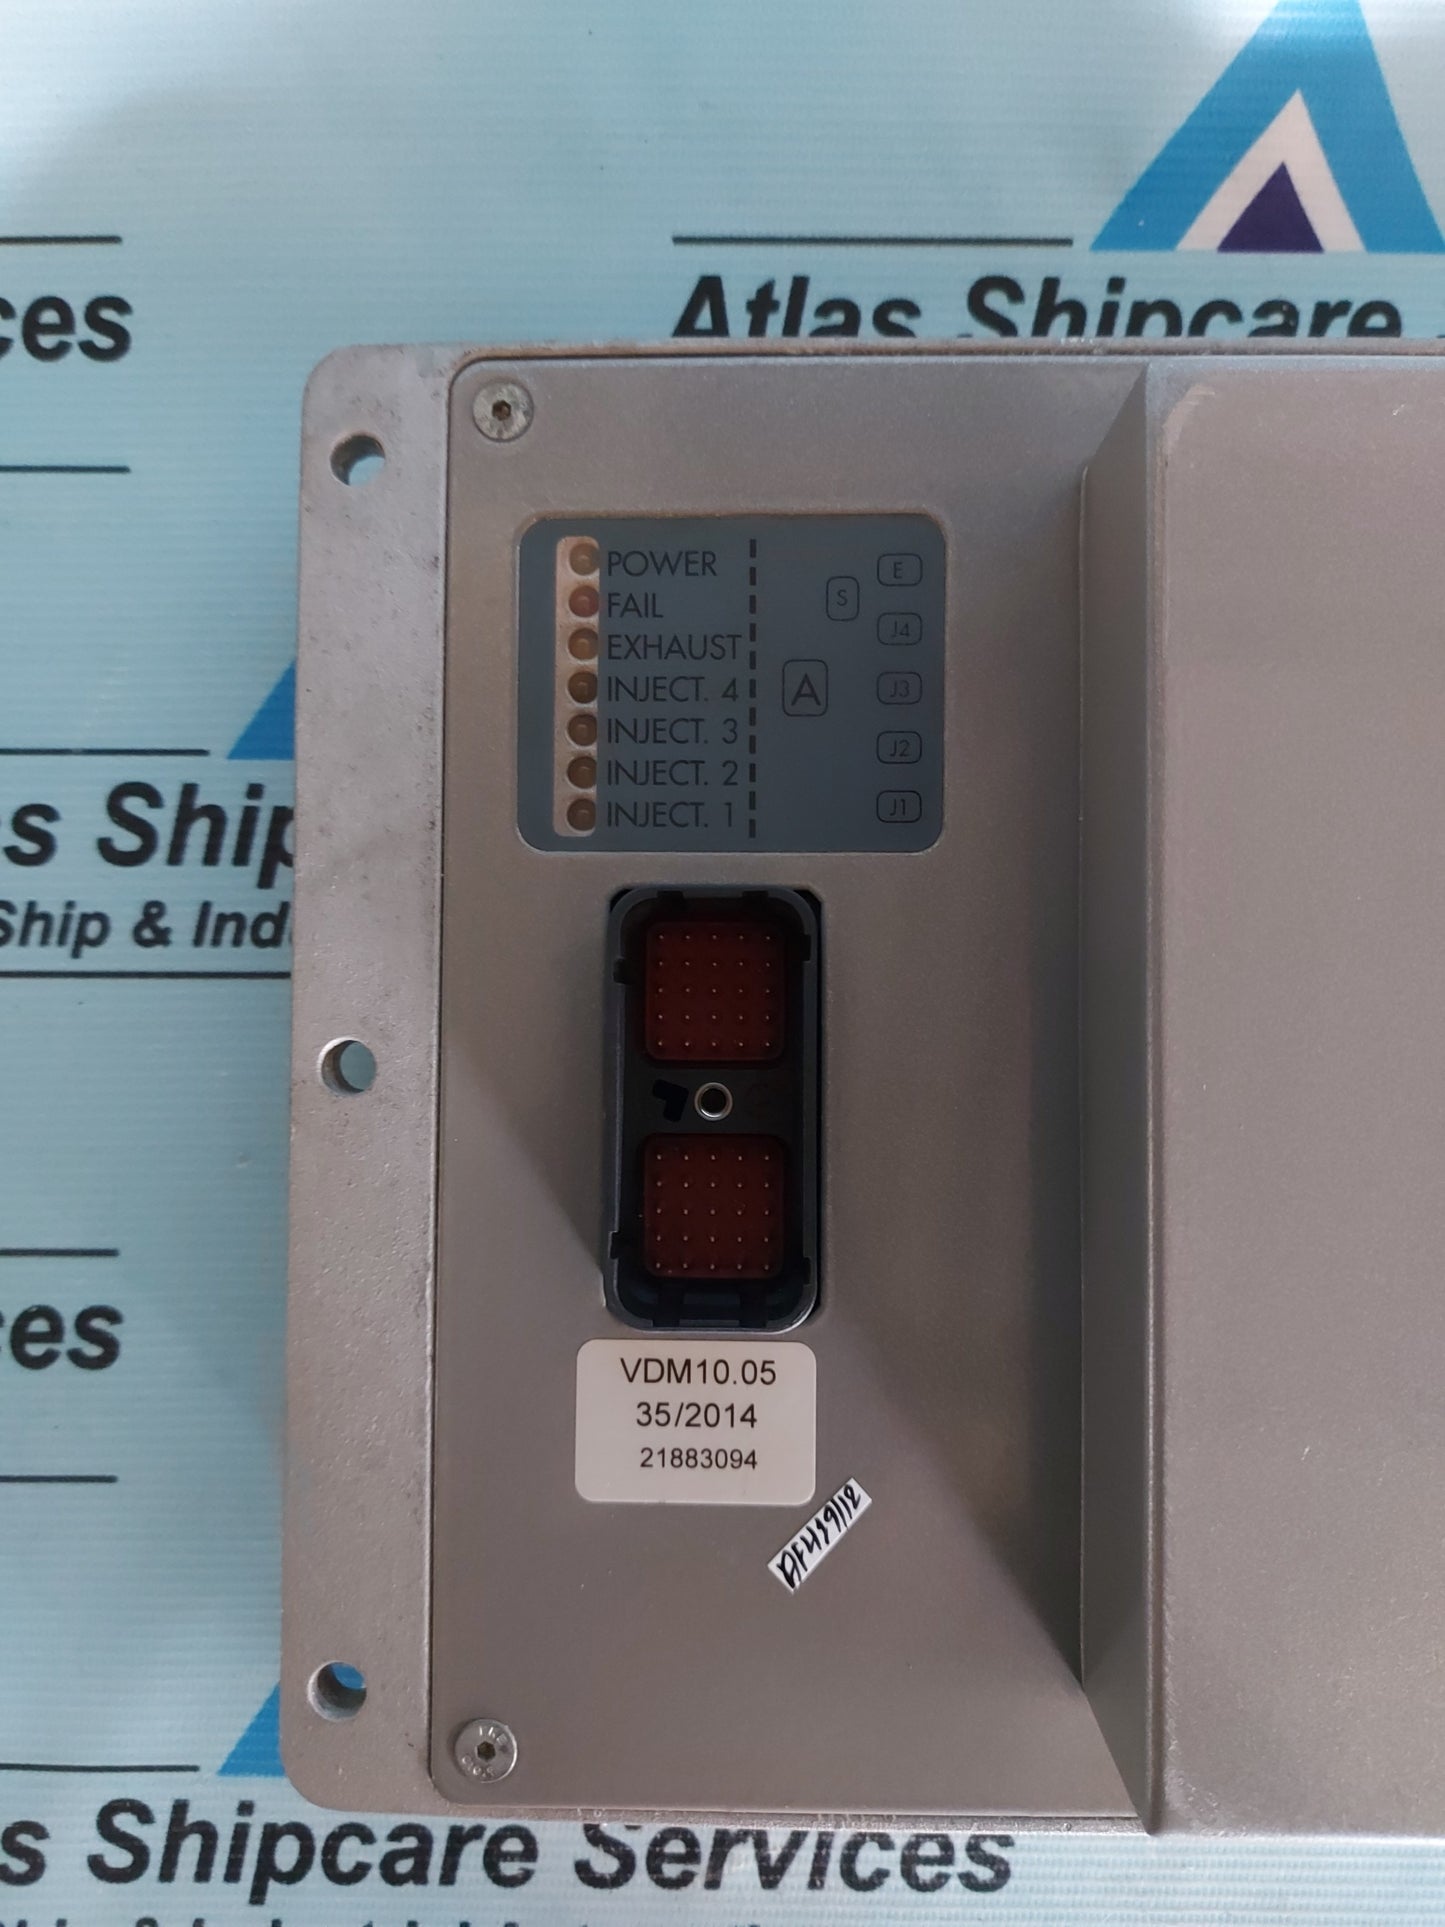 ces
Atlas Shipcare
POWER
FAIL
EXHAUST
INJECT. 4
INJECT. 3
INJECT. 2
INJECT. 1
E
S
J4
A
J3
J2
J1
s Ship
Ship & Ind
VDM10.05
35/2014
21883094
ces
s Shipcare Services